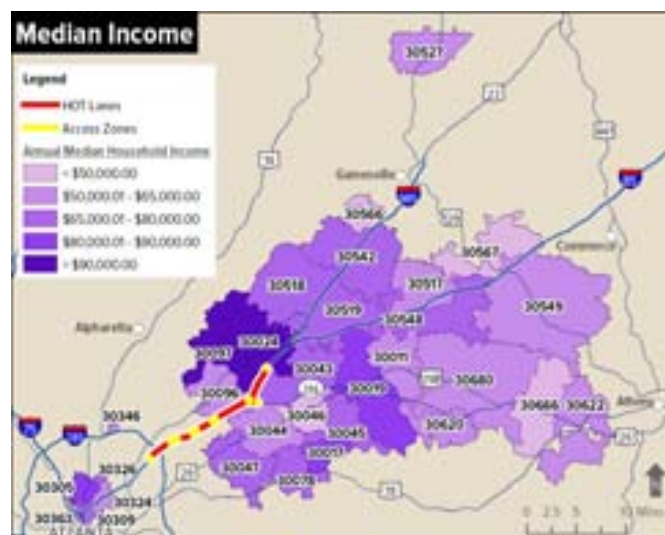 Median Income
Legend
HOT Lanes
Access Zones
Annual Median Household Income
< $50,000.00
$50,000.01 - $65,000.00
$65,000.01 - $80,000.00
$80,000.01 - $90,000.00
> $90,000.00
30527
23
Gainesville
985
85
30566
30567
Commerce
30542
30518
30517
30519
30549
30548
Alpharetta
30097
30024
30043
30011
30096
30019
30680
30346
30046
30666
30622
Athens
30044
30045
30620
75
30017
30047
30078
30326
30305
30324
30363
30309
ATLANTA
0 2.5 5 10 Miles